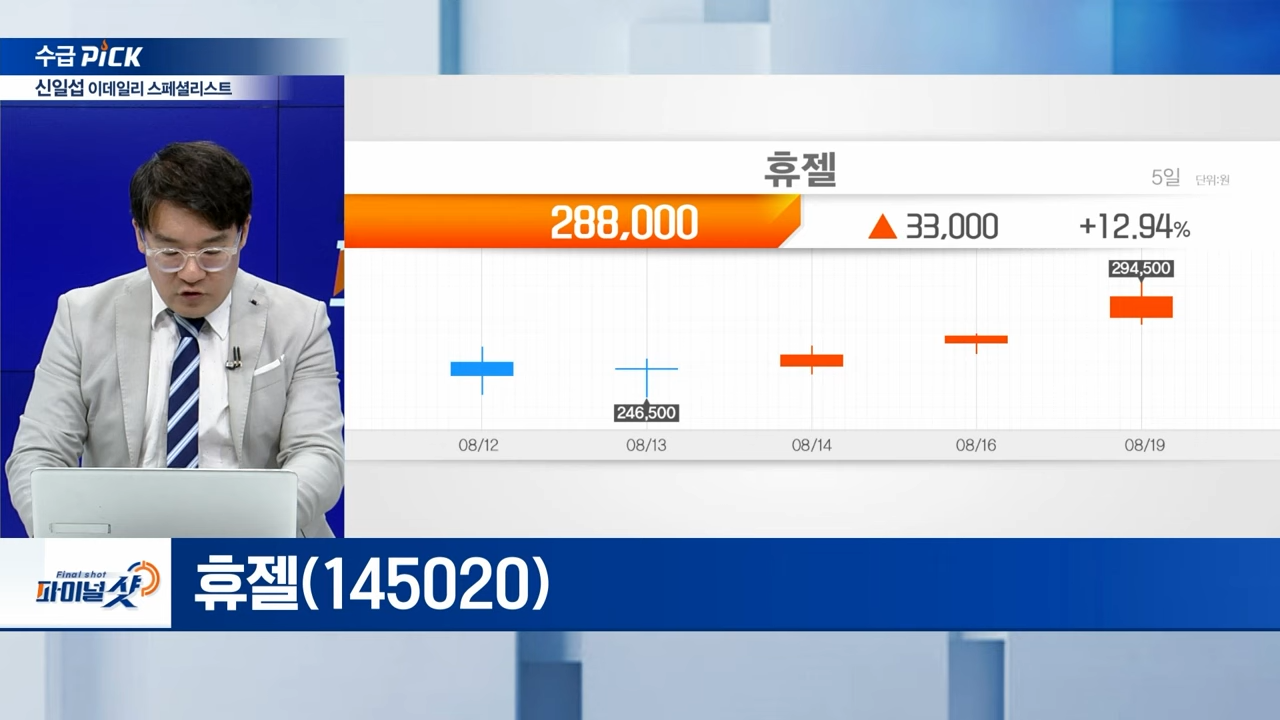 수급 PiCK
신일섭 이데일리 스페셜리스트
휴젤
5일 단위:원
288,000 ▲ 33,000 +12.94%
294,500
246,500
08/12 08/13 08/14 08/16 08/19
Final shot
파이널샷
휴젤(145020)